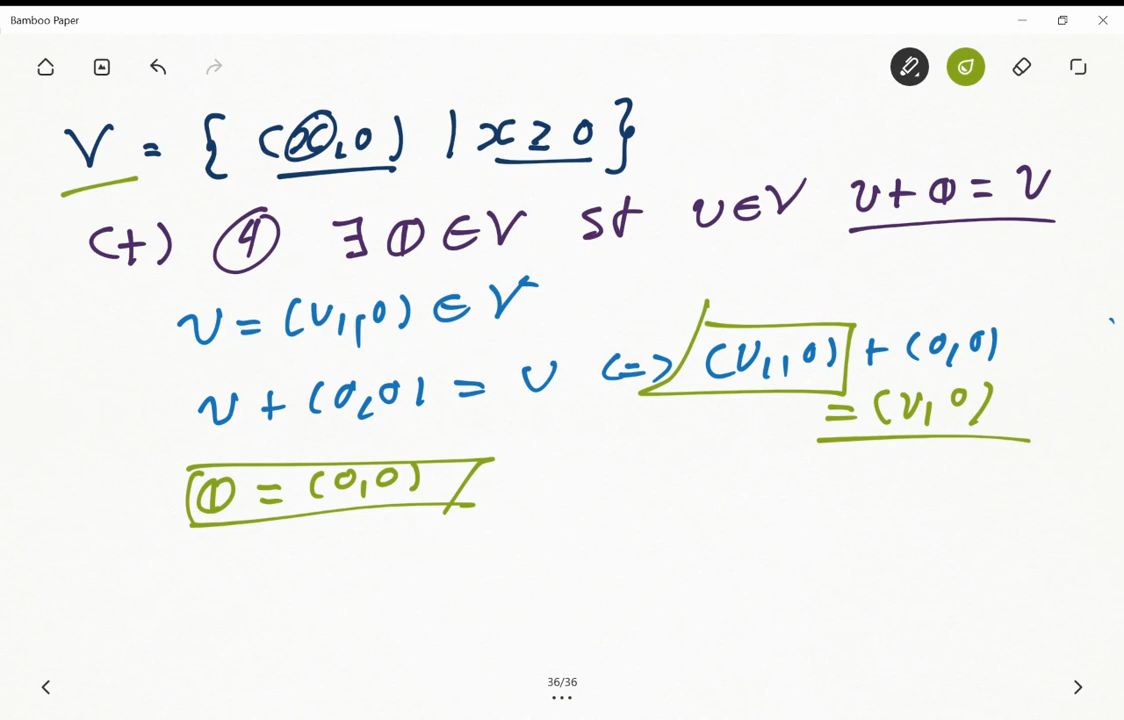 Bamboo Paper
V = { (x, 0) | x ≥ 0 }
(+) ④ ∃ 𝟘 ∈ V st v ∈ V v + 𝟘 = v
v = (v₁, 0) ∈ V
v + (0, 0) = v <=> (v₁, 0) + (0, 0)
= (v, 0)
𝟘 = (0, 0)
36/36